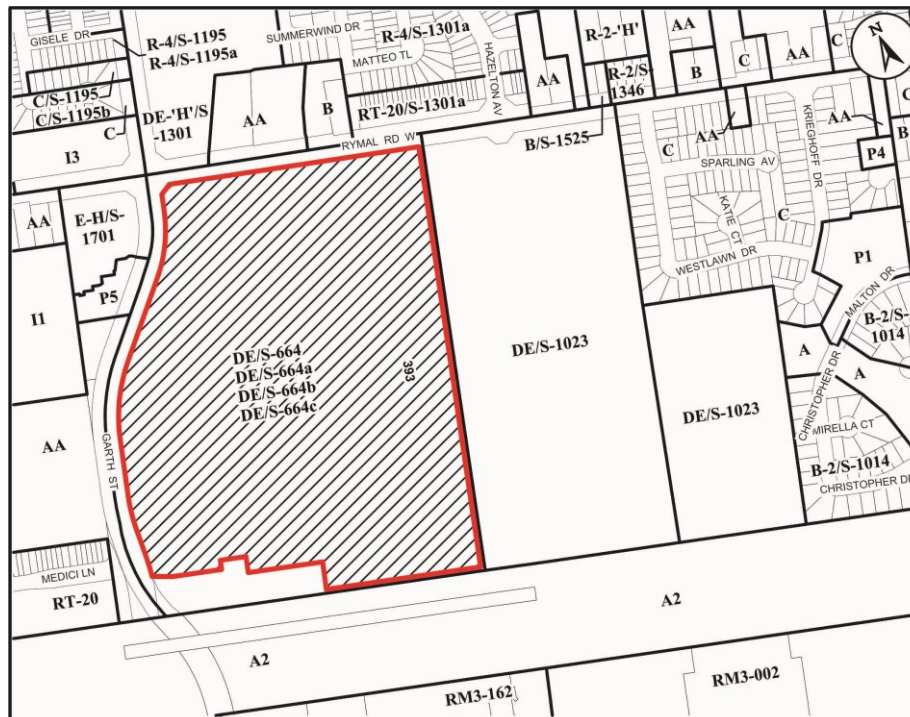 GISELE DR
R-4/S-1195
R-4/S-1195a
SUMMERWIND DR
R-4/S-1301a
MATTEO TL
HAZELTON AV
AA
R-2-'H'
AA
R-2/S-
1346
B
C
AA
C
N
C/S-1195
C/S-1195b
C
I3
DE-'H'/S
-1301
AA
B
RT-20/S-1301a
RYMAL RD W
B/S-1525
AA
C
SPARLING AV
KRIEGHOFF DR
AA
P4
C
B
KATIE CT
C
WESTLAWN DR
AA
E-H/S-
1701
P5
I1
P1
MALTON DR
B-2/S-
1014
A
A
CHRISTOPHER DR
MIRELLA CT
B-2/S-1014
CHRISTOPHER DR
DE/S-664
DE/S-664a
DE/S-664b
DE/S-664c
393
DE/S-1023
DE/S-1023
AA
GARTH ST
MEDICI LN
RT-20
A2
A2
RM3-162
RM3-002